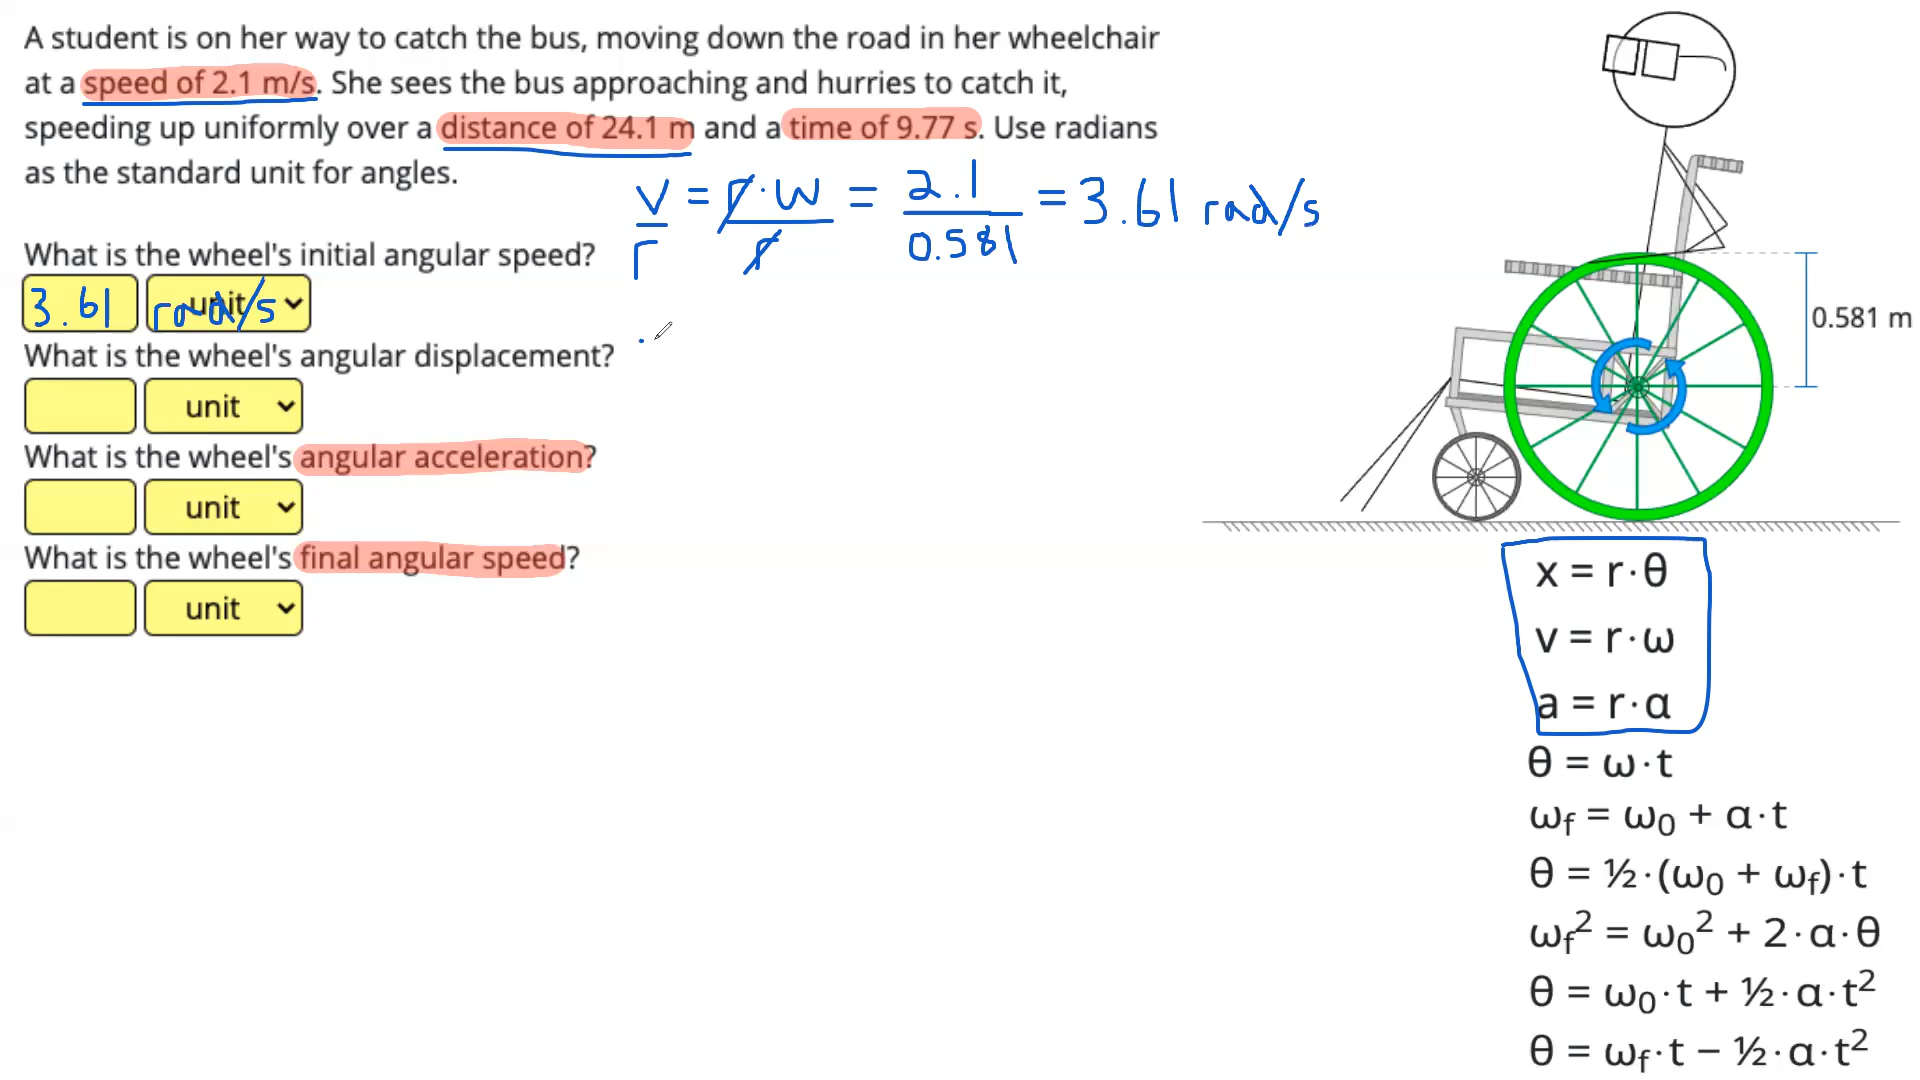 A student is on her way to catch the bus, moving down the road in her wheelchair
at a speed of 2.1 m/s. She sees the bus approaching and hurries to catch it,
speeding up uniformly over a distance of 24.1 m and a time of 9.77 s. Use radians
as the standard unit for angles.
v/r = r·w/r = 2.1/0.581 = 3.61 rad/s
What is the wheel's initial angular speed?
3.61 rad/s unit
What is the wheel's angular displacement?
unit
What is the wheel's angular acceleration?
unit
What is the wheel's final angular speed?
unit
0.581 m
x = r·θ
v = r·ω
a = r·α
θ = ω·t
ωf = ω0 + α·t
θ = ½·(ω0 + ωf)·t
ωf² = ω0² + 2·α·θ
θ = ω0·t + ½·α·t²
θ = ωf·t − ½·α·t²